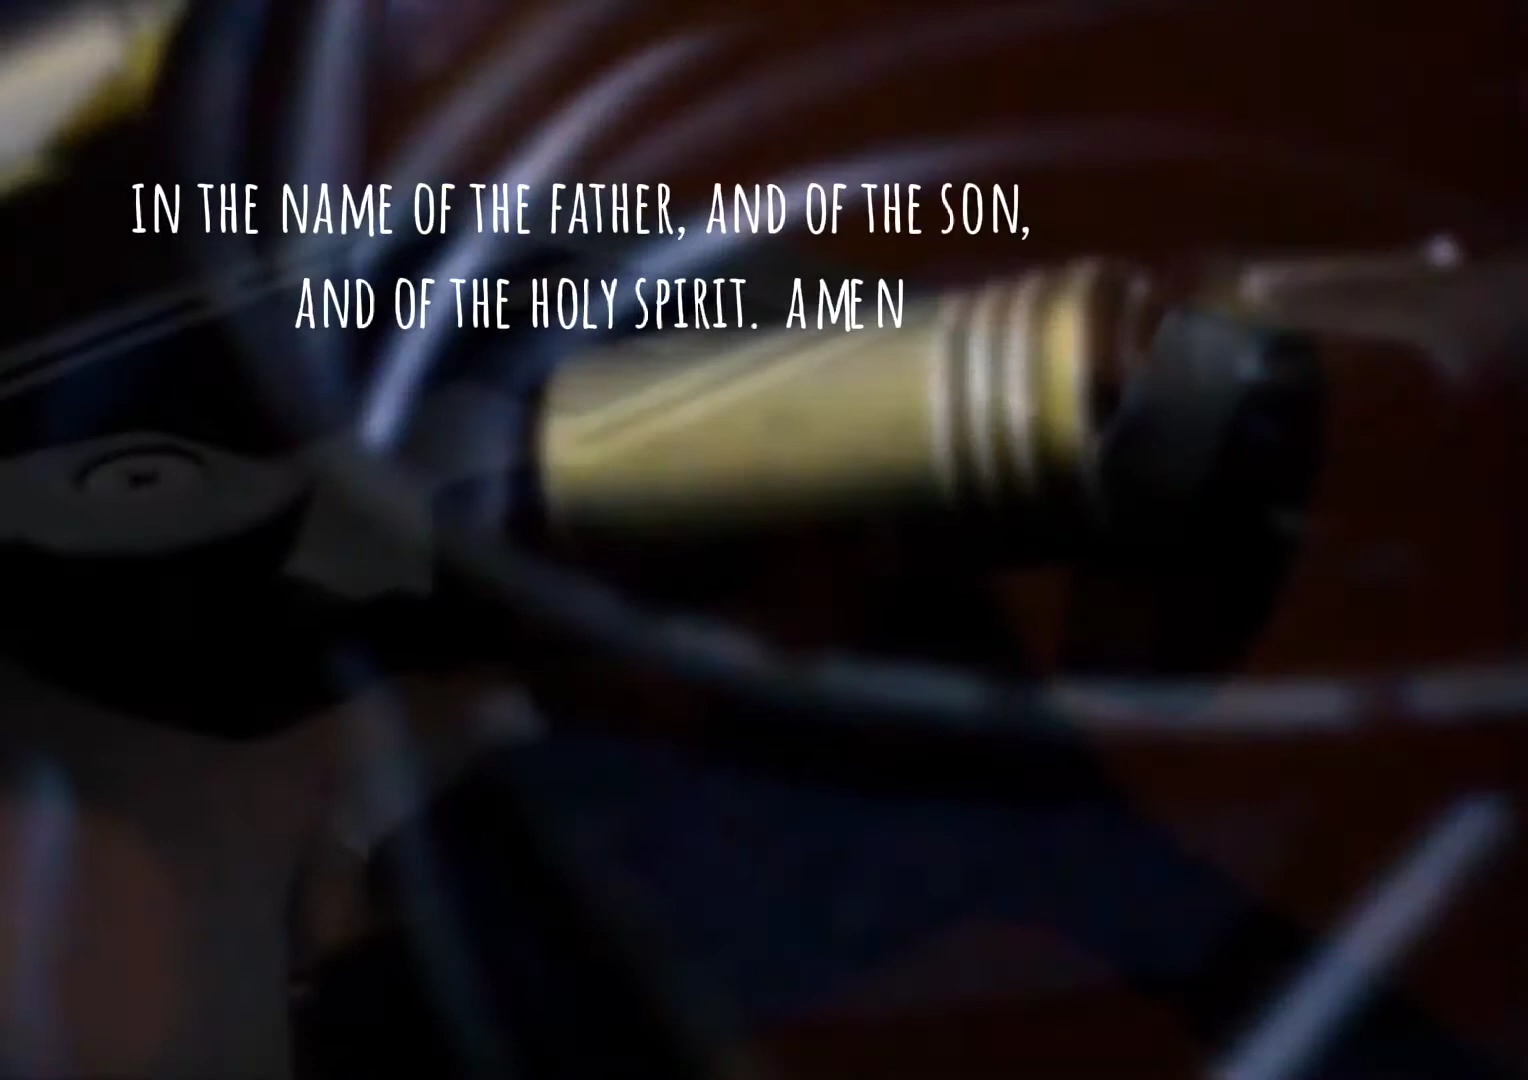 IN THE NAME OF THE FATHER, AND OF THE SON,
AND OF THE HOLY SPIRIT. AMEN